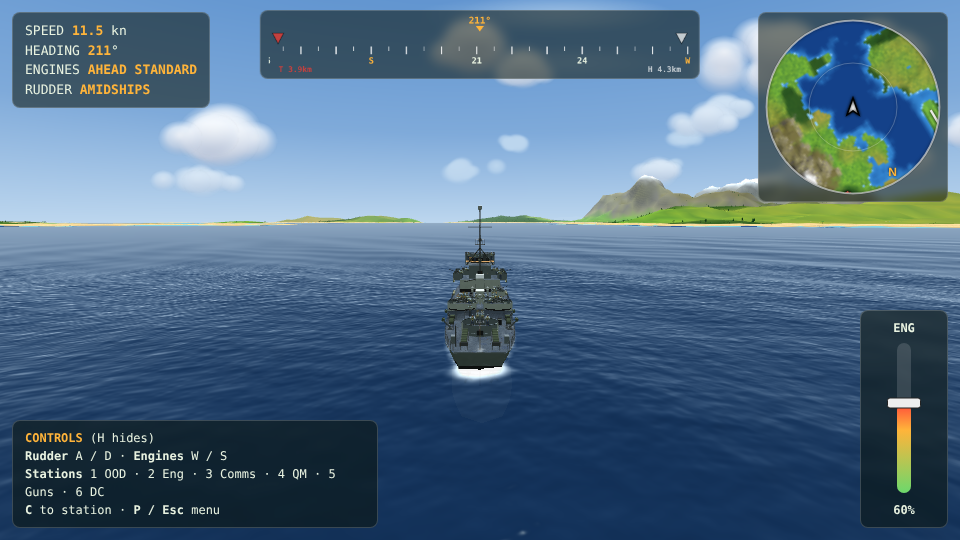 SPEED 11.5 kn
HEADING 211°
ENGINES AHEAD STANDARD
RUDDER AMIDSHIPS
211°
S 21 24 W
T 3.9km H 4.3km
N
ENG
60%
CONTROLS (H hides)
Rudder A / D · Engines W / S
Stations 1 OOD · 2 Eng · 3 Comms · 4 QM · 5
Guns · 6 DC
C to station · P / Esc menu